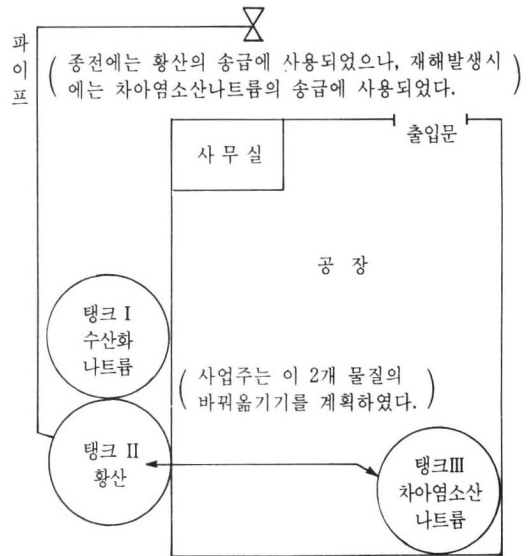 파
이
프
( 종전에는 황산의 송급에 사용되었으나, 재해발생시
에는 차아염소산나트륨의 송급에 사용되었다. )
사 무 실
출입문
공 장
탱크 I
수산화
나트륨
( 사업주는 이 2개 물질의
바꿔옮기기를 계획하였다. )
탱크 II
황산
탱크III
차아염소산
나트륨